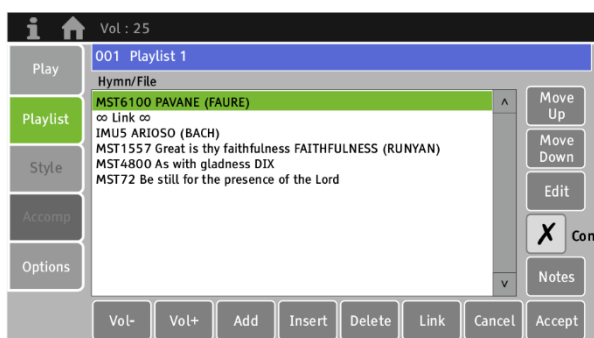 i
Vol : 25
Play
Playlist
Style
Accomp
Options
001 Playlist 1
Hymn/File
MST6100 PAVANE (FAURE)
∞ Link ∞
IMU5 ARIOSO (BACH)
MST1557 Great is thy faithfulness FAITHFULNESS (RUNYAN)
MST4800 As with gladness DIX
MST72 Be still for the presence of the Lord
Move
Up
Move
Down
Edit
✗ Con
Notes
Vol- Vol+ Add Insert Delete Link Cancel Accept